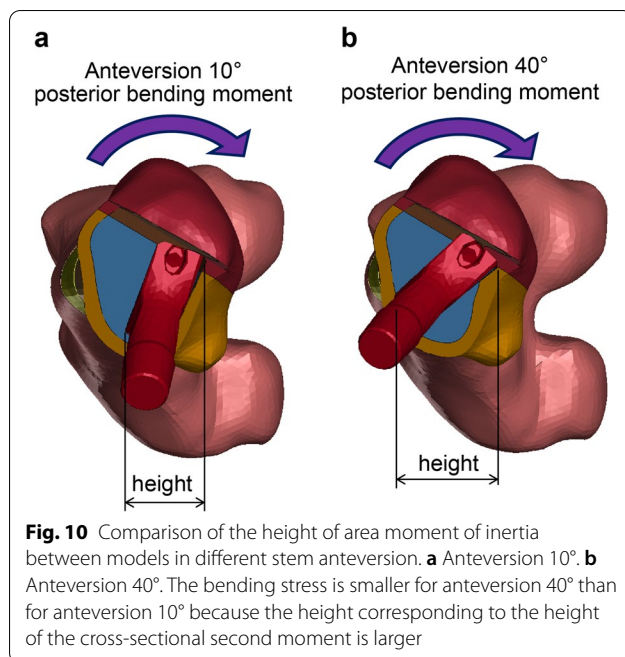 a
Anteversion 10°
posterior bending moment
height
b
Anteversion 40°
posterior bending moment
height
Fig. 10 Comparison of the height of area moment of inertia
between models in different stem anteversion. a Anteversion 10°. b
Anteversion 40°. The bending stress is smaller for anteversion 40° than
for anteversion 10° because the height corresponding to the height
of the cross-sectional second moment is larger